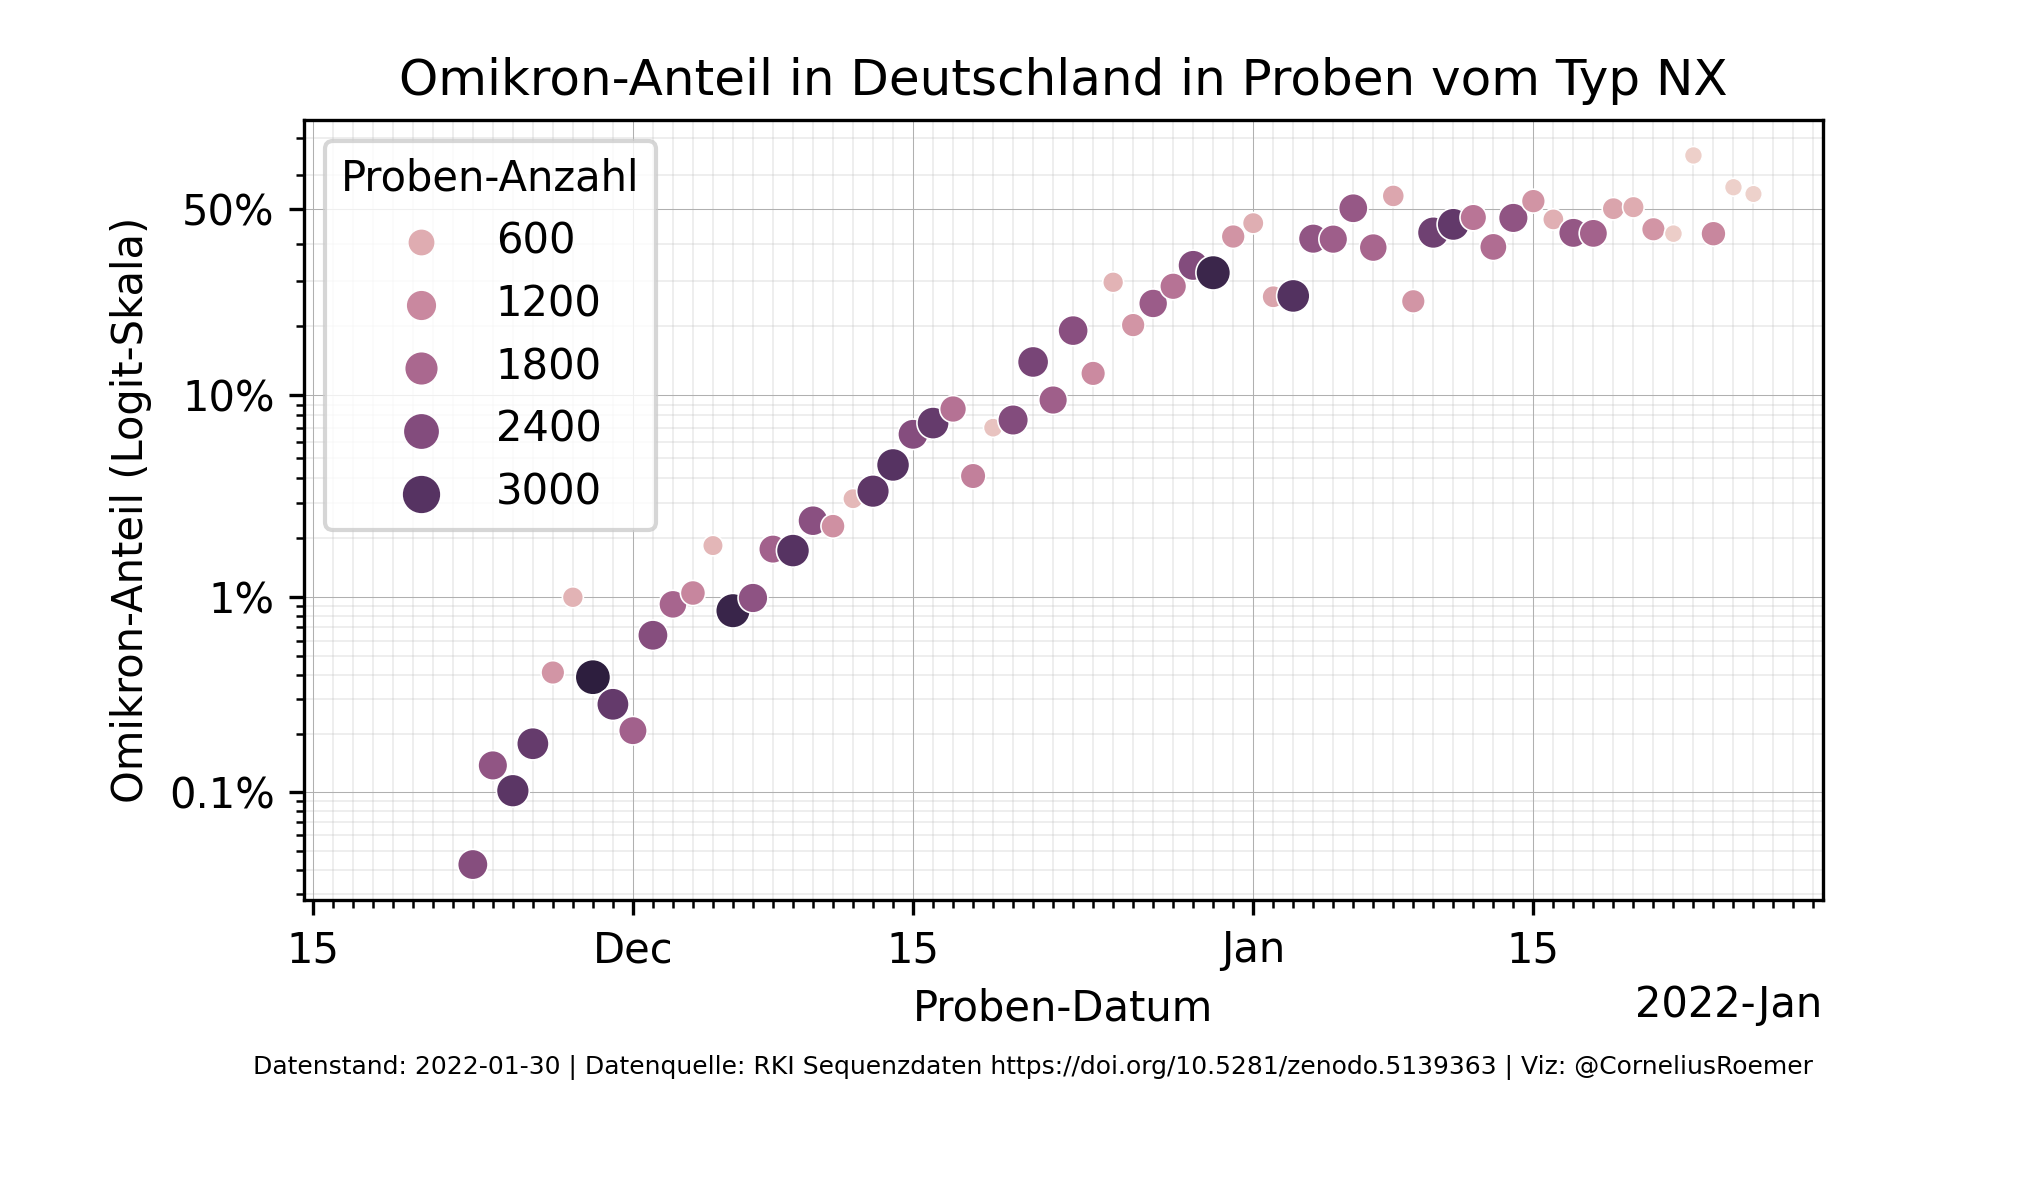 Omikron-Anteil in Deutschland in Proben vom Typ NX
Omikron-Anteil (Logit-Skala)
50%
10%
1%
0.1%
Proben-Anzahl
600
1200
1800
2400
3000
15 Dec 15 Jan 15
Proben-Datum
2022-Jan
Datenstand: 2022-01-30 | Datenquelle: RKI Sequenzdaten https://doi.org/10.5281/zenodo.5139363 | Viz: @CorneliusRoemer